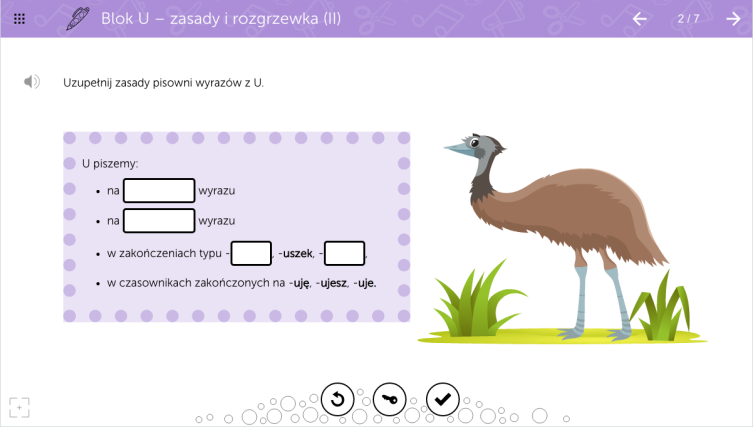 Blok U – zasady i rozgrzewka (II)
2 / 7
Uzupełnij zasady pisowni wyrazów z U.
U piszemy:
• na wyrazu
• na wyrazu
• w zakończeniach typu - , -uszek, - ,
• w czasownikach zakończonych na -uję, -ujesz, -uje.